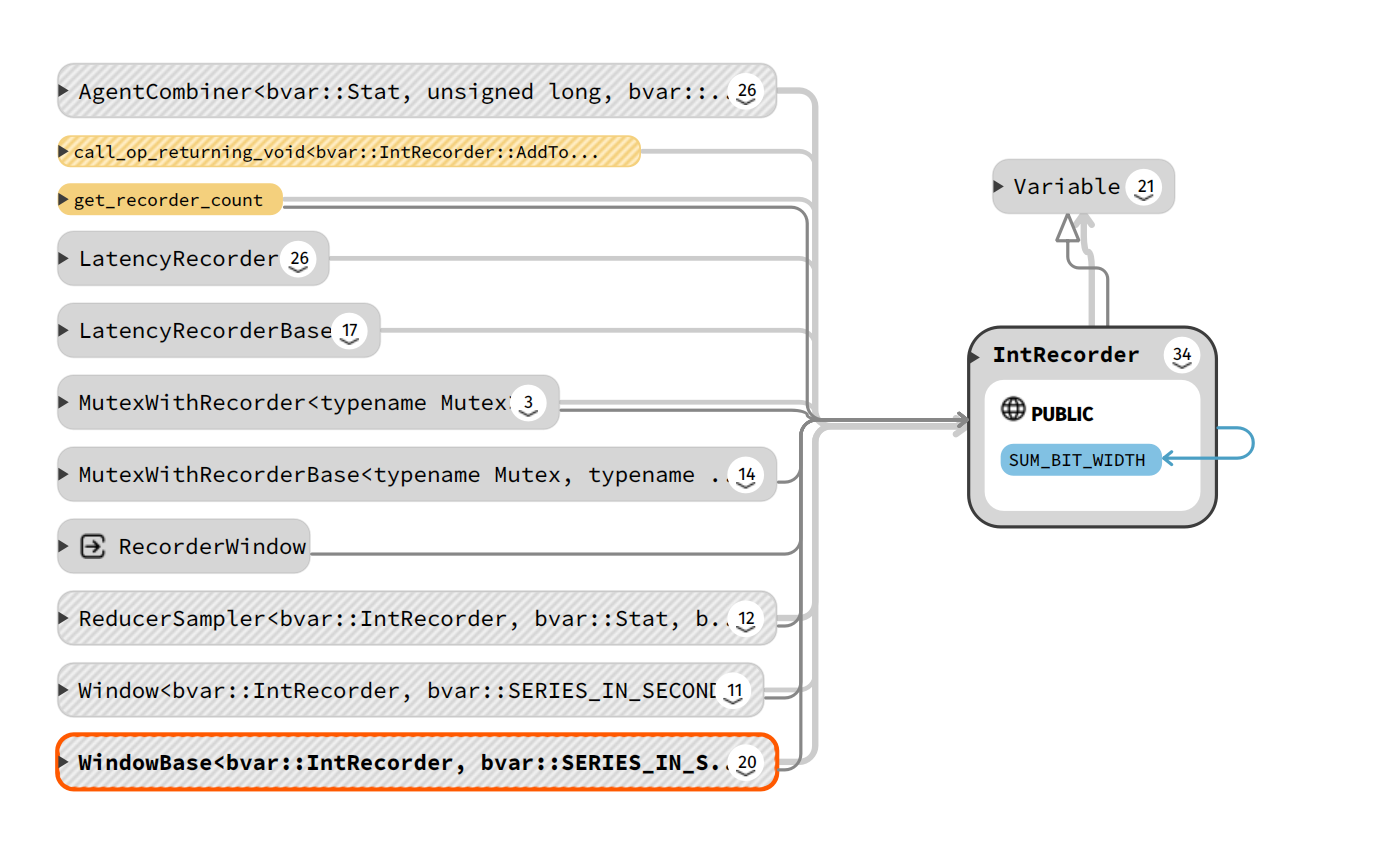 AgentCombiner<bvar::Stat, unsigned long, bvar::.. 26
call_op_returning_void<bvar::IntRecorder::AddTo...
get_recorder_count
LatencyRecorder 26
LatencyRecorderBase 17
MutexWithRecorder<typename Mutex> 3
MutexWithRecorderBase<typename Mutex, typename .. 14
RecorderWindow
ReducerSampler<bvar::IntRecorder, bvar::Stat, b.. 12
Window<bvar::IntRecorder, bvar::SERIES_IN_SECOND 11
WindowBase<bvar::IntRecorder, bvar::SERIES_IN_S.. 20
Variable 21
IntRecorder 34
PUBLIC
SUM_BIT_WIDTH